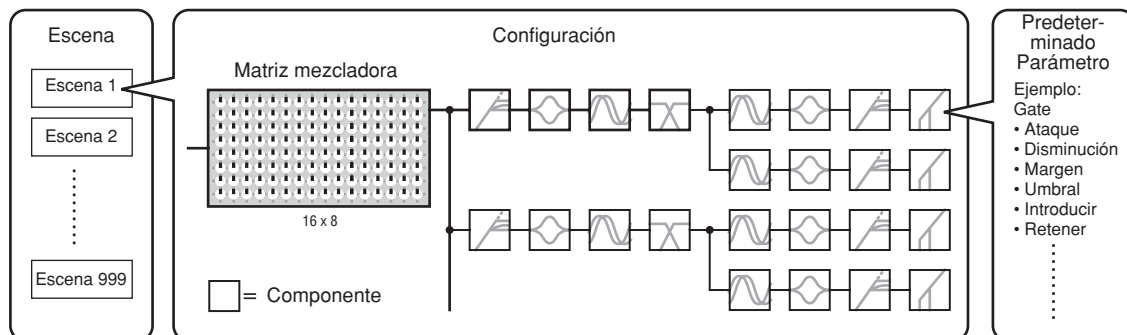 Escena
Escena 1
Escena 2
Escena 999
Configuración
Matriz mezcladora
16 x 8
= Componente
Predeter-
minado
Parámetro
Ejemplo:
Gate
• Ataque
• Disminución
• Margen
• Umbral
• Introducir
• Retener